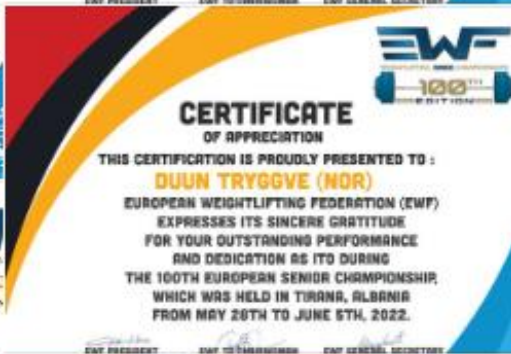 EWF
100TH
EDITION
CERTIFICATE
OF APPRECIATION
THIS CERTIFICATION IS PROUDLY PRESENTED TO :
DUUN TRYGGVE (NOR)
EUROPEAN WEIGHTLIFTING FEDERATION (EWF)
EXPRESSES ITS SINCERE GRATITUDE
FOR YOUR OUTSTANDING PERFORMANCE
AND DEDICATION AS ITO DURING
THE 100TH EUROPEAN SENIOR CHAMPIONSHIP,
WHICH WAS HELD IN TIRANA, ALBANIA
FROM MAY 28TH TO JUNE 5TH, 2022.
EWF PRESIDENT EWF GENERAL SECRETARY